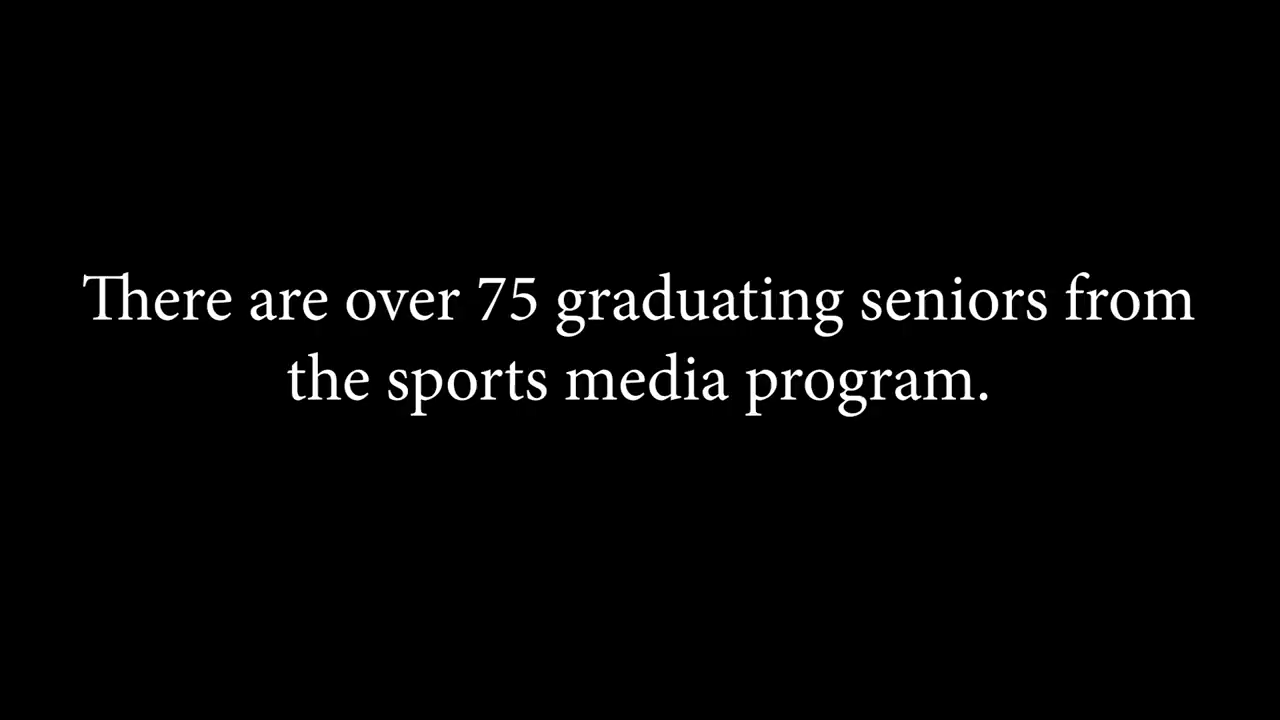 There are over 75 graduating seniors from
the sports media program.